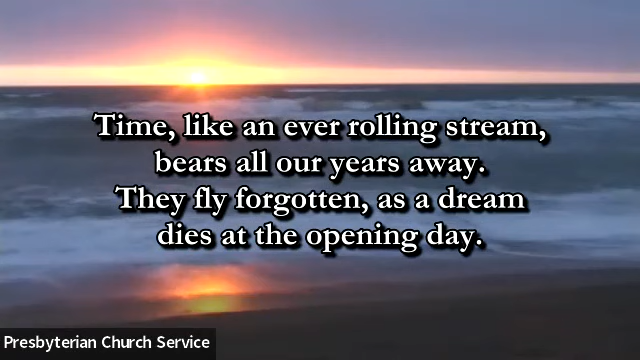 Time, like an ever rolling stream,
bears all our years away.
They fly forgotten, as a dream
dies at the opening day.
Presbyterian Church Service